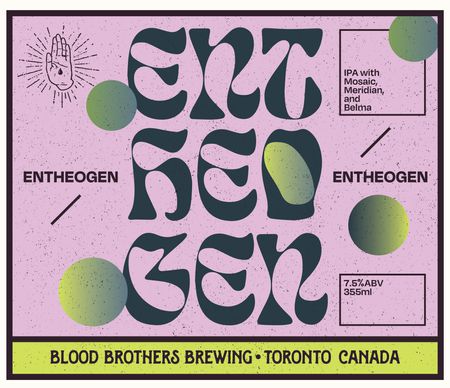 ENT
HEO
GEN
IPA with
Mosaic,
Meridian,
and
Belma
ENTHEOGEN
ENTHEOGEN
7.5%ABV
355ml
BLOOD BROTHERS BREWING • TORONTO CANADA